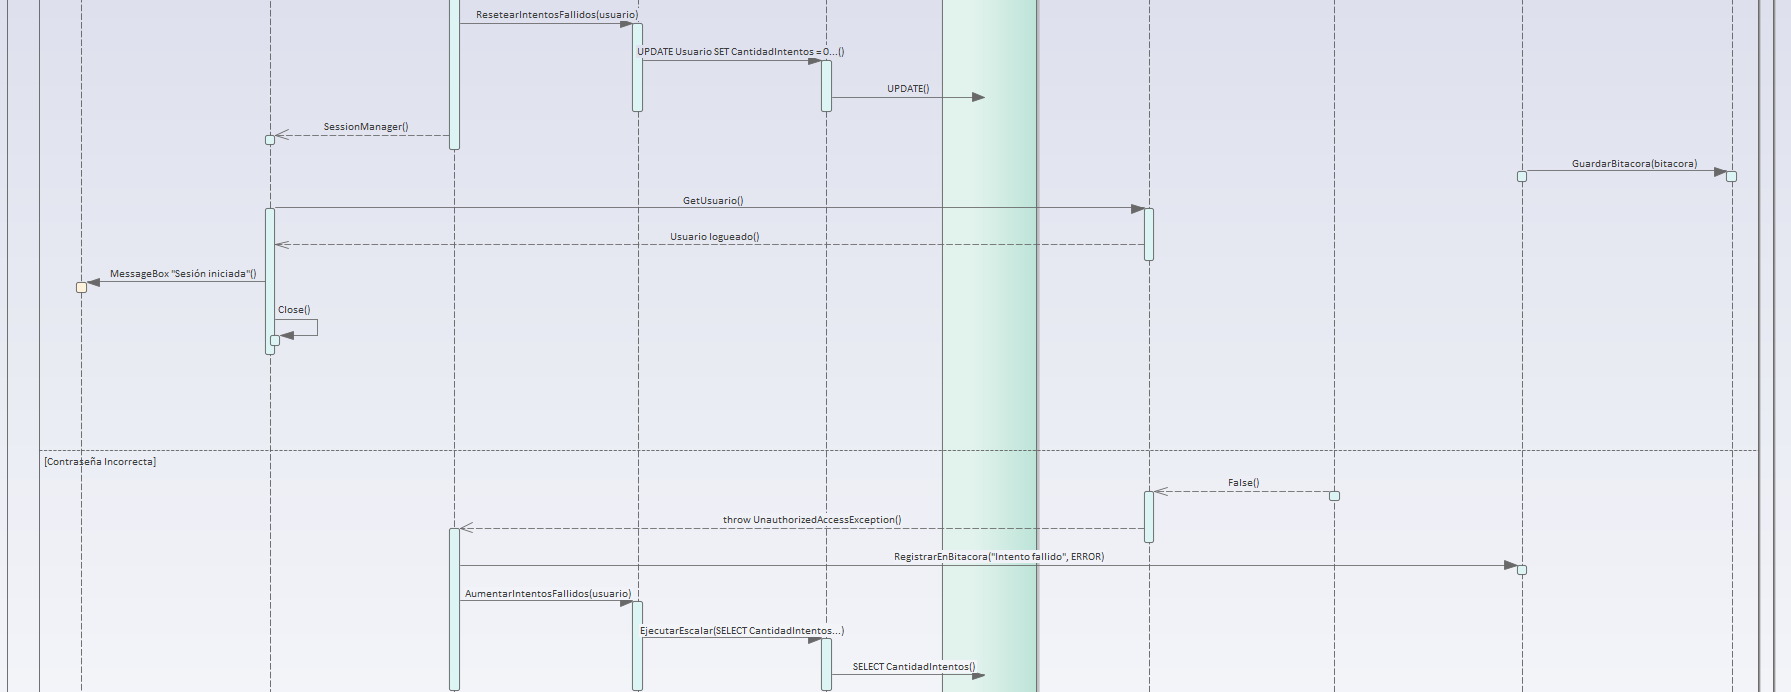 ResetearIntentosFallidos(usuario)
UPDATE Usuario SET CantidadIntentos = 0...()
UPDATE()
SessionManager()
GuardarBitacora(bitacora)
GetUsuario()
Usuario logueado()
MessageBox "Sesión iniciada"()
Close()
[Contraseña Incorrecta]
False()
throw UnauthorizedAccessException()
RegistrarEnBitacora("Intento fallido", ERROR)
AumentarIntentosFallidos(usuario)
EjecutarEscalar(SELECT CantidadIntentos...)
SELECT CantidadIntentos()